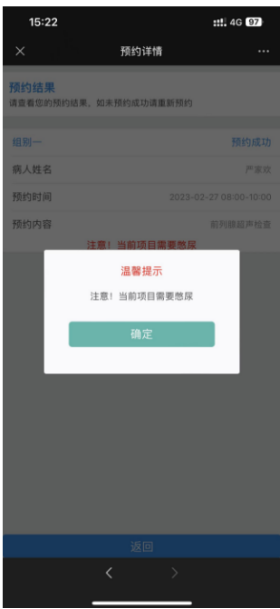 15:22
4G 97
预约详情
预约结果
请查看您的预约结果，如未预约成功请重新预约
组别一 预约成功
病人姓名
预约时间 2023-02-27 08:00-10:00
预约内容 前列腺超声检查
注意！当前项目需要憋尿
温馨提示
注意！当前项目需要憋尿
确定
返回